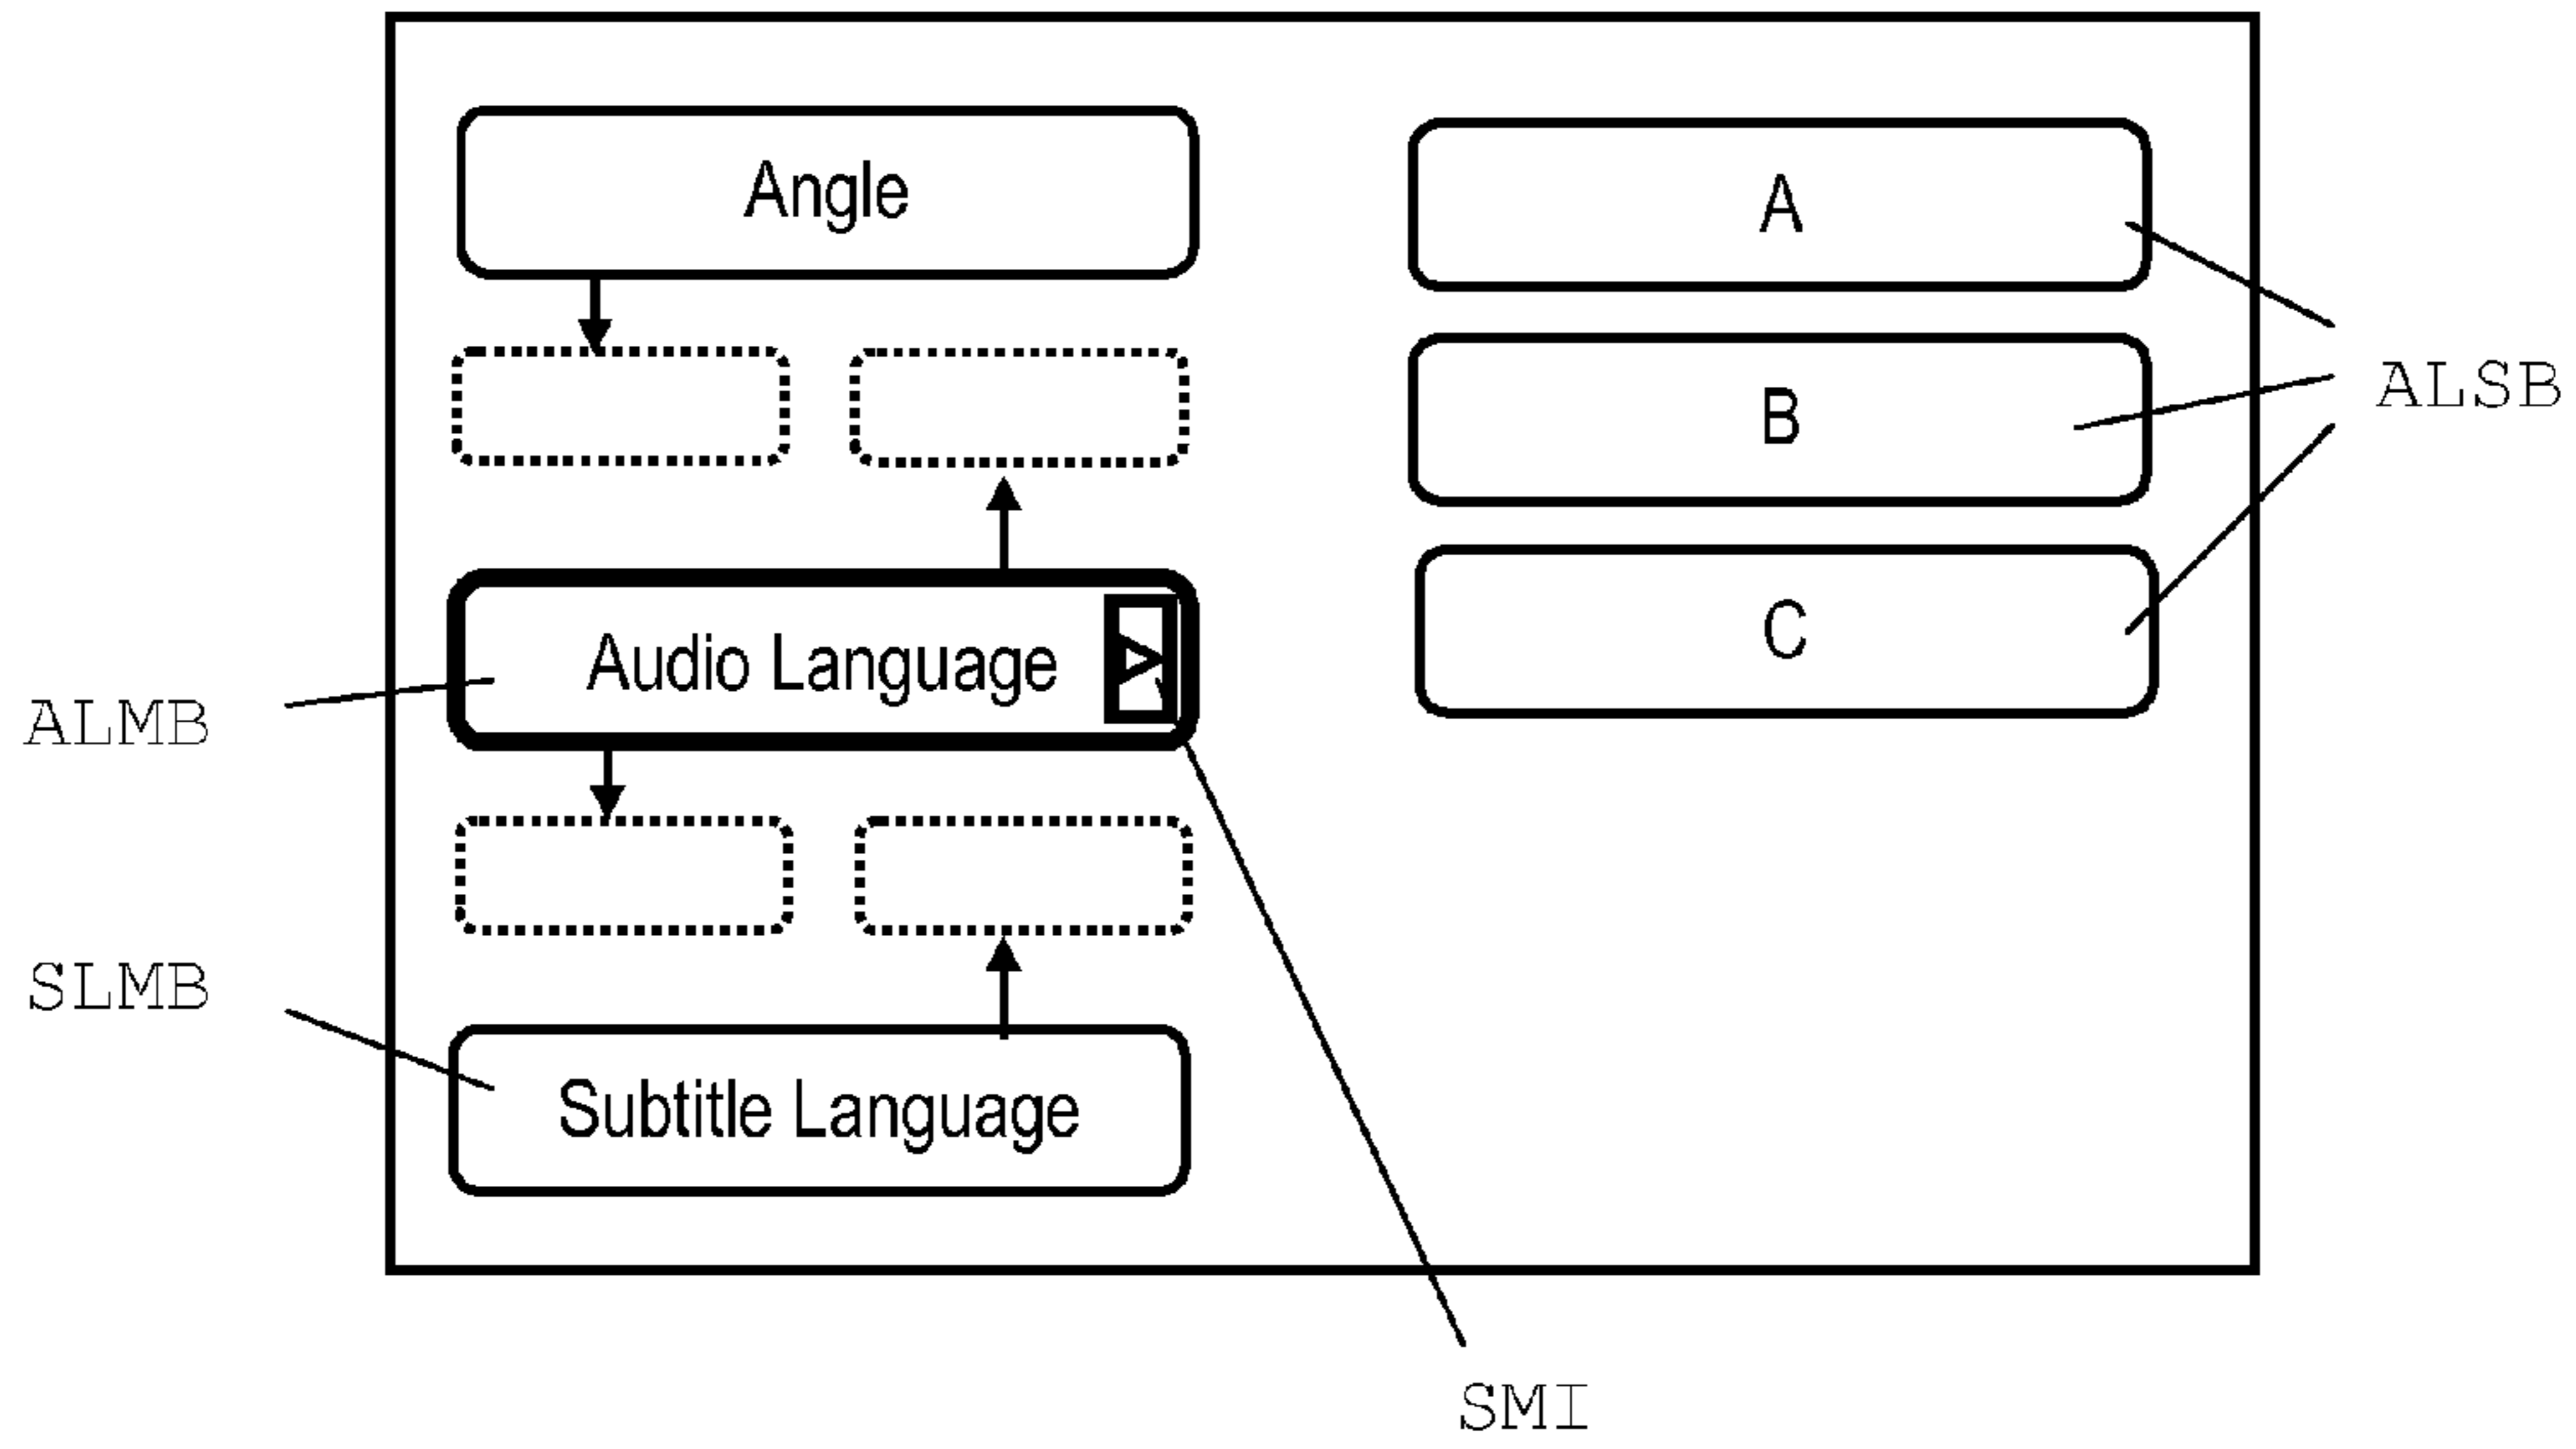 Angle
A
B
ALSB
C
Audio Language
ALMB
SLMB
Subtitle Language
SMI